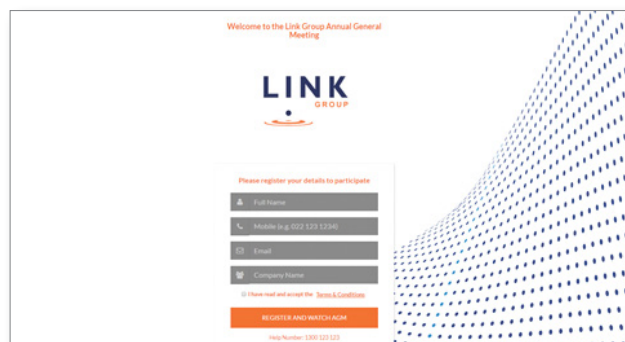 Welcome to the Link Group Annual General
Meeting
LINK
GROUP
Please register your details to participate
Full Name
Mobile (e.g. 022 123 1234)
Email
Company Name
I have read and accept the Terms & Conditions
REGISTER AND WATCH AGM
Help Number: 1300 123 123